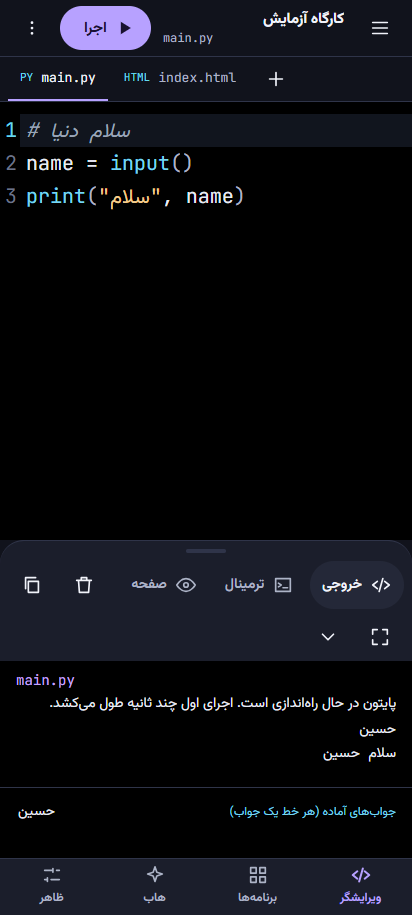 کارگاه آزمایش
main.py
اجرا
PY main.py
HTML index.html
1 # سلام دنیا
2 name = input()
3 print("سلام", name)
خروجی
ترمینال
صفحه
main.py
پایتون در حال راه‌اندازی است. اجرای اول چند ثانیه طول می‌کشد.
حسین
سلام حسین
جواب‌های آماده (هر خط یک جواب)
حسین
ویرایشگر
برنامه‌ها
هاب
ظاهر